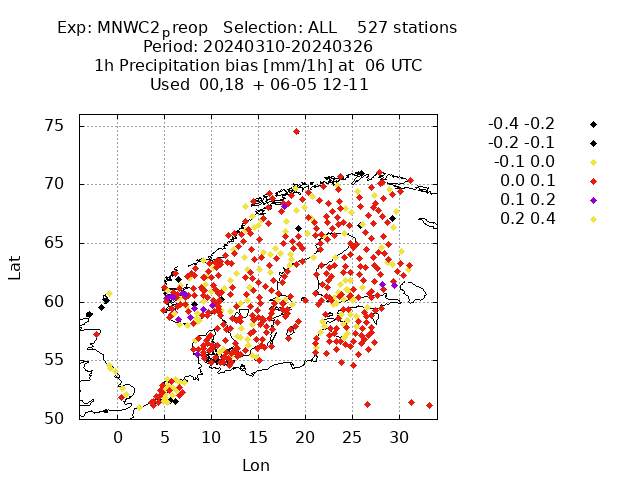 Exp: MNWC2preop   Selection: ALL    527 stations
Period: 20240310-20240326
1h Precipitation bias [mm/1h] at  06 UTC
Used  00,18  + 06-05 12-11
-0.4 -0.2
-0.2 -0.1
-0.1 0.0
0.0 0.1
0.1 0.2
0.2 0.4
75
70
65
60
55
50
Lat
0 5 10 15 20 25 30
Lon